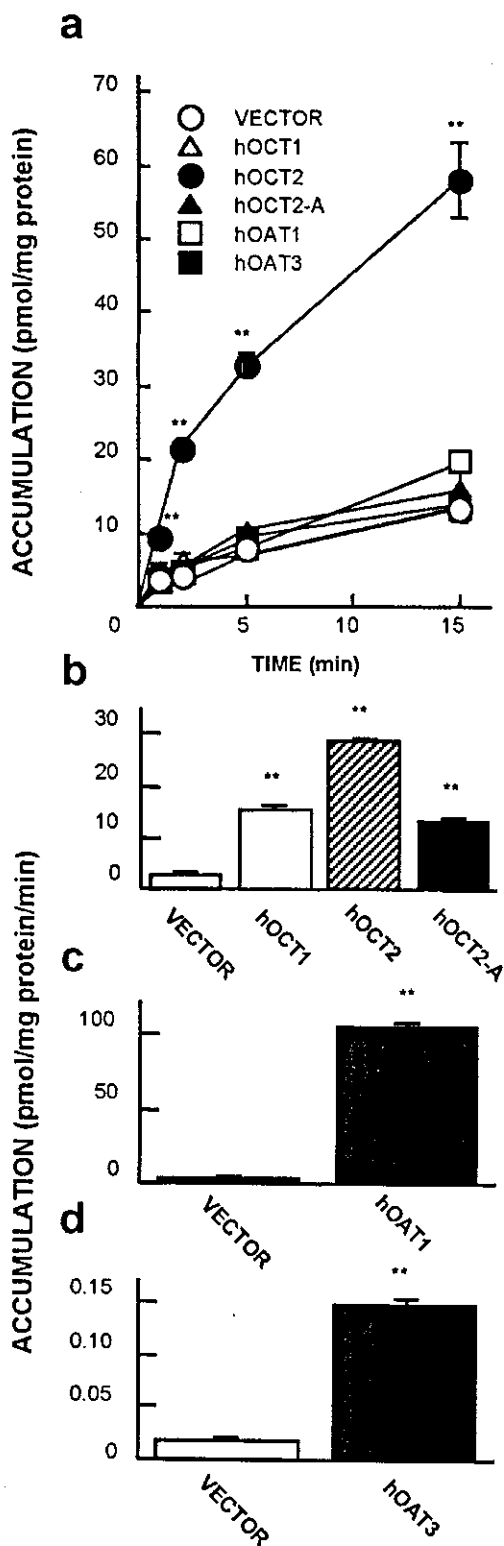 a
ACCUMULATION (pmol/mg protein)
70
60
50
40
30
20
10
0
VECTOR
hOCT1
hOCT2
hOCT2-A
hOAT1
hOAT3
**
**
**
**
5
10
15
TIME (min)
b
ACCUMULATION (pmol/mg protein/min)
30
20
10
0
**
**
**
VECTOR
hOCT1
hOCT2
hOCT2-A
c
100
50
0
**
VECTOR
hOAT1
d
0.15
0.10
0.05
0
**
VECTOR
hOAT3